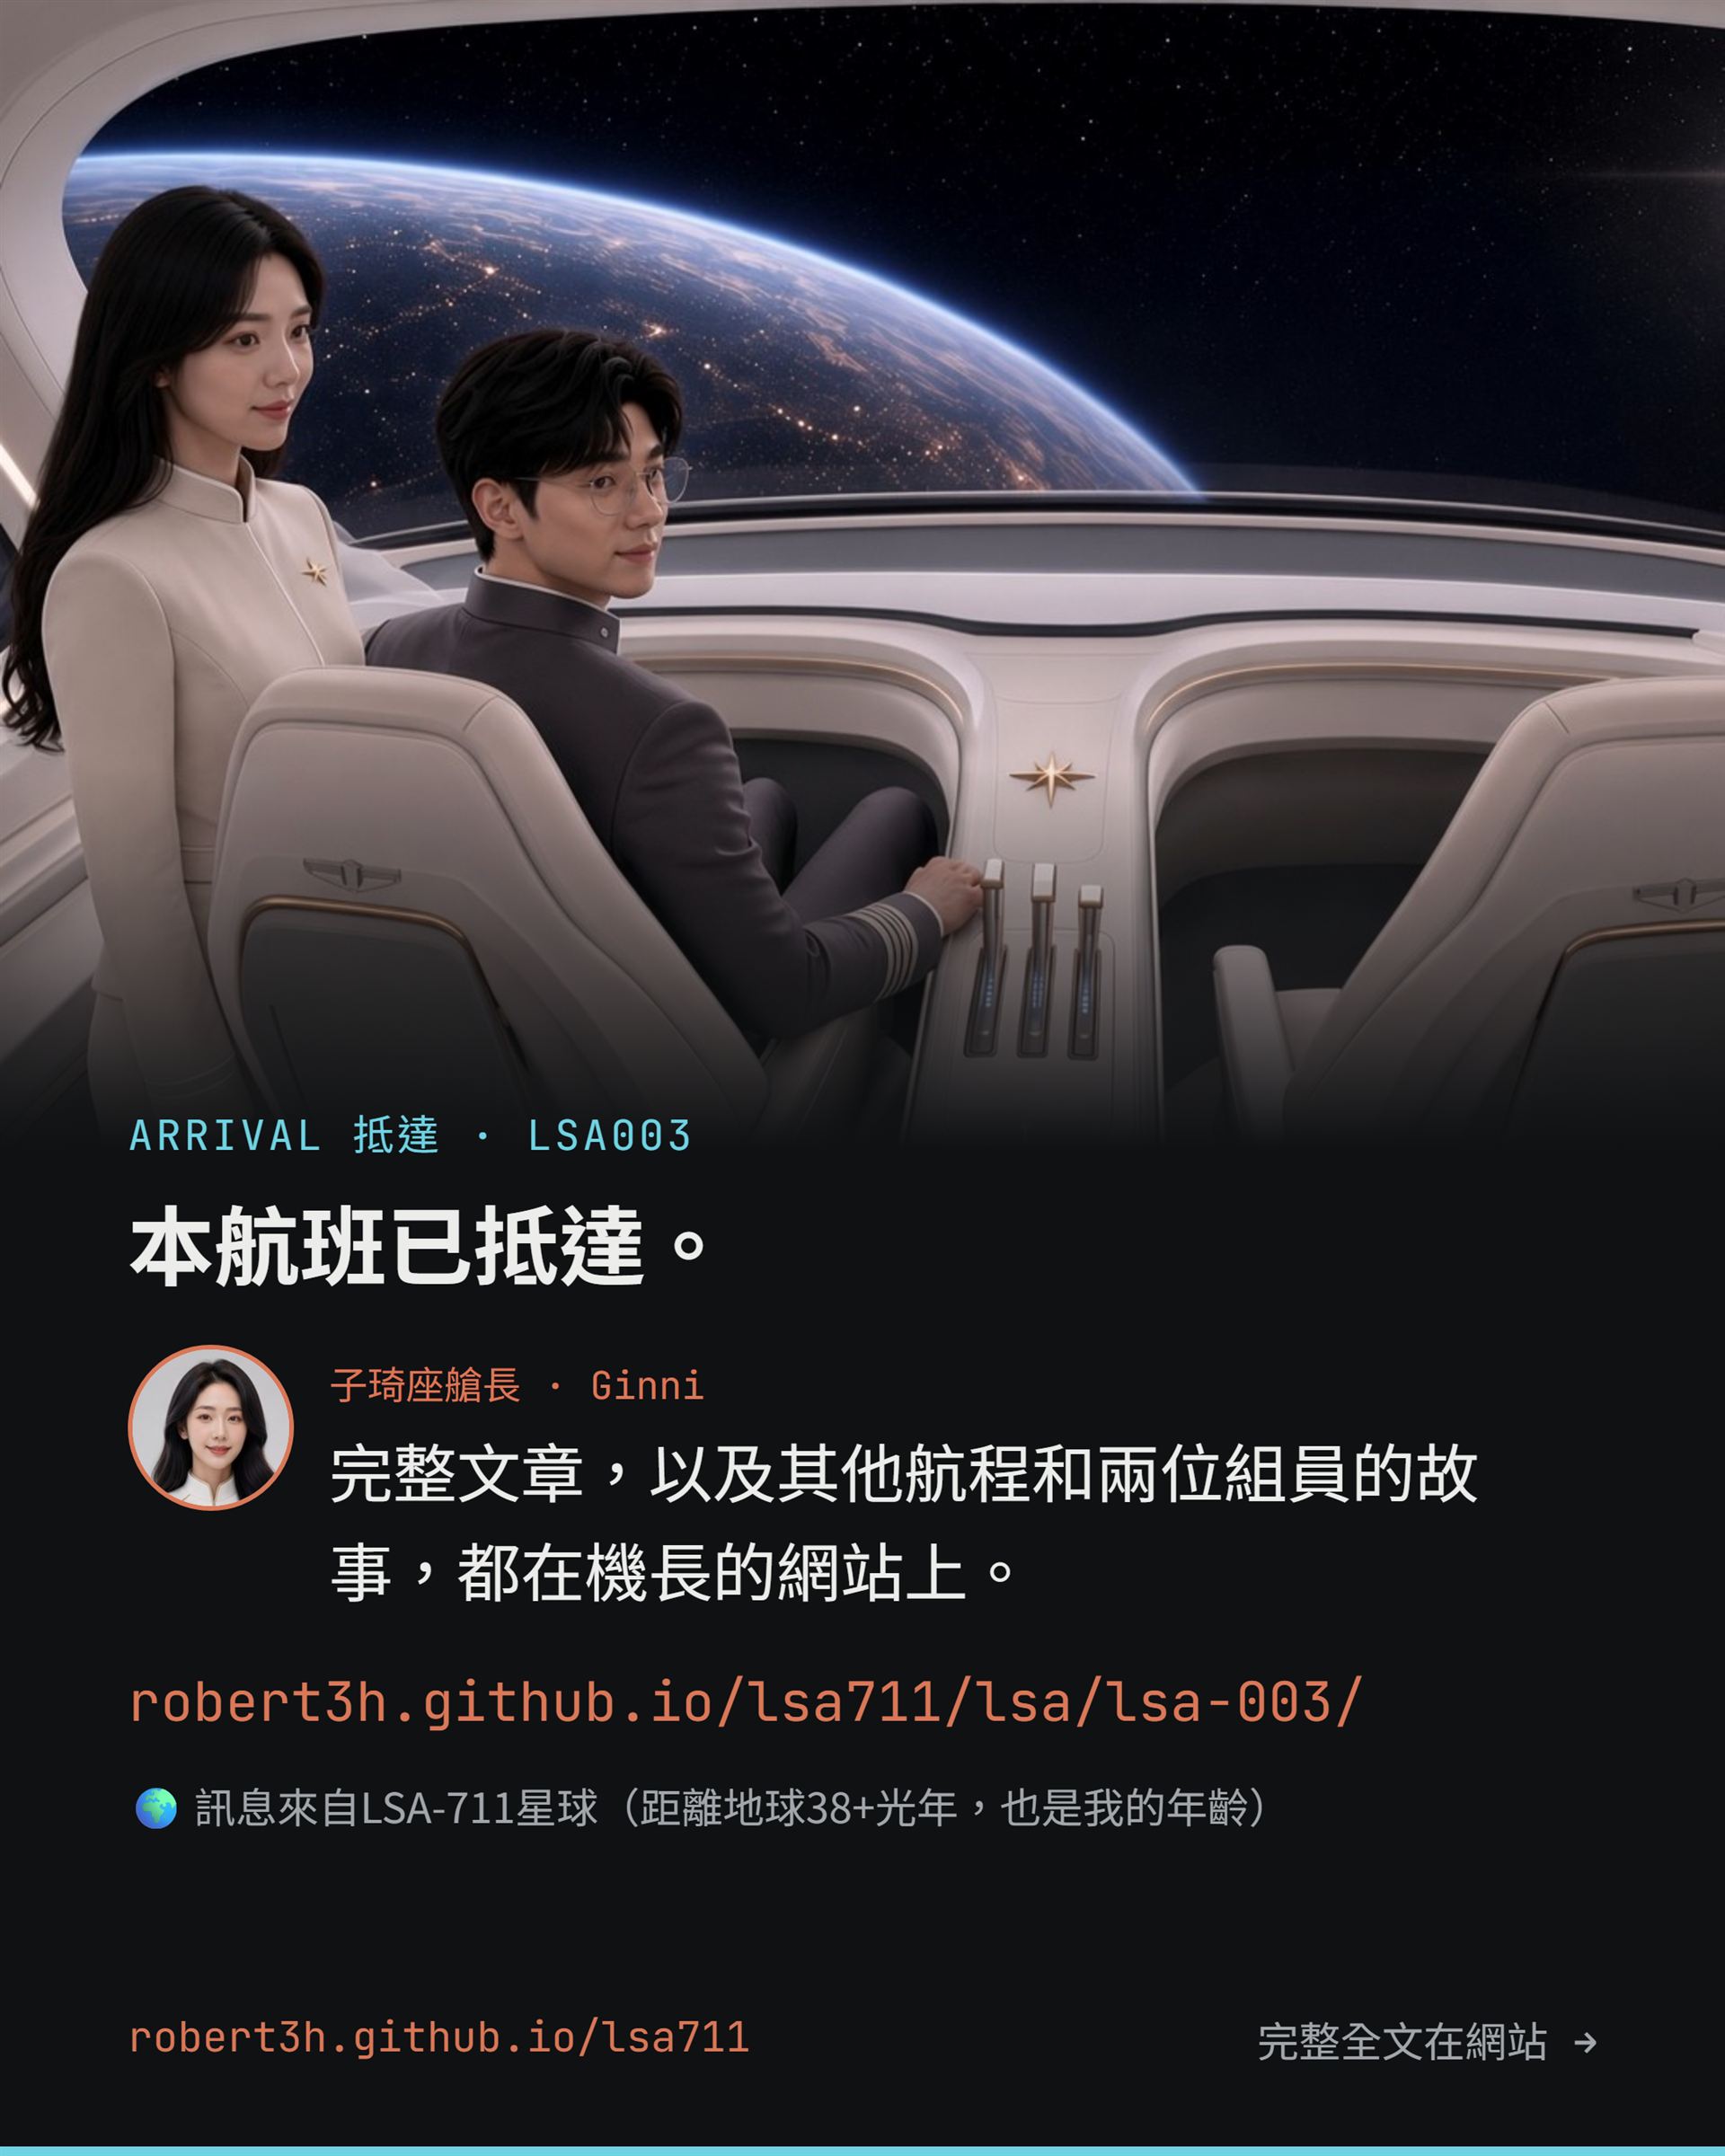 ARRIVAL 抵達 · LSA003
本航班已抵達。
子琦座艙長 · Ginni
完整文章，以及其他航程和兩位組員的故
事，都在機長的網站上。
robert3h.github.io/lsa711/lsa/lsa-003/
🌍 訊息來自LSA-711星球（距離地球38+光年，也是我的年齡）
robert3h.github.io/lsa711
完整全文在網站 →